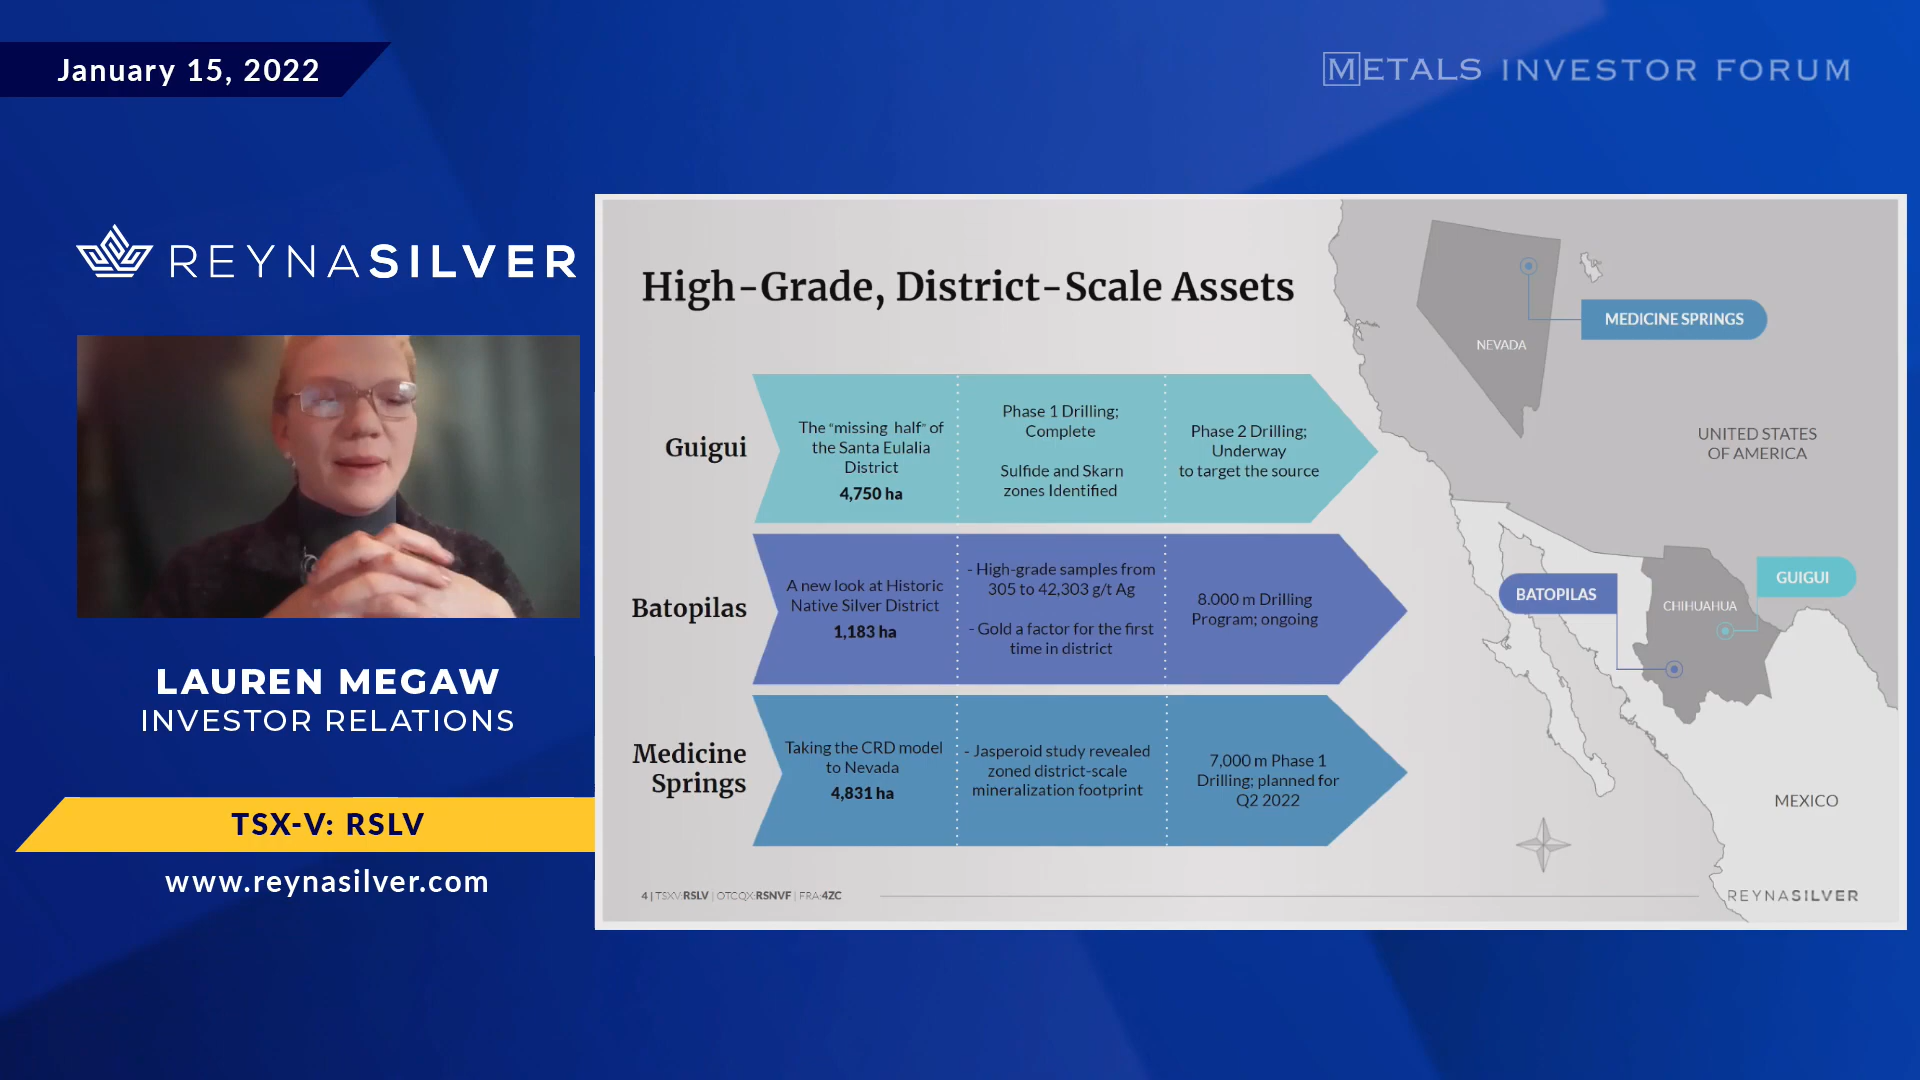 January 15, 2022
METALS INVESTOR FORUM
REYNASILVER
LAUREN MEGAW
INVESTOR RELATIONS
TSX-V: RSLV
www.reynasilver.com
High-Grade, District-Scale Assets
Guigui
The "missing half" of
the Santa Eulalia
District
4,750 ha
Phase 1 Drilling;
Complete
Sulfide and Skarn
zones Identified
Phase 2 Drilling;
Underway
to target the source
Batopilas
A new look at Historic
Native Silver District
1,183 ha
- High-grade samples from
305 to 42,303 g/t Ag
- Gold a factor for the first
time in district
8.000 m Drilling
Program; ongoing
Medicine
Springs
Taking the CRD model
to Nevada
4,831 ha
- Jasperoid study revealed
zoned district-scale
mineralization footprint
7,000 m Phase 1
Drilling; planned for
Q2 2022
MEDICINE SPRINGS
NEVADA
UNITED STATES
OF AMERICA
GUIGUI
BATOPILAS
CHIHUAHUA
MEXICO
4 | TSXV:RSLV | OTCQX:RSNVF | FRA:4ZC
REYNASILVER